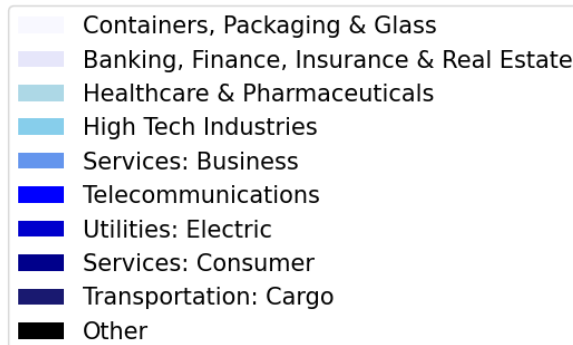 Containers, Packaging & Glass
Banking, Finance, Insurance & Real Estate
Healthcare & Pharmaceuticals
High Tech Industries
Services: Business
Telecommunications
Utilities: Electric
Services: Consumer
Transportation: Cargo
Other